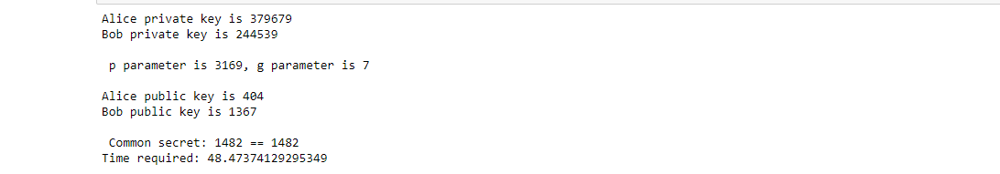 Alice private key is 379679
Bob private key is 244539
p parameter is 3169, g parameter is 7
Alice public key is 404
Bob public key is 1367
Common secret: 1482 == 1482
Time required: 48.47374129295349